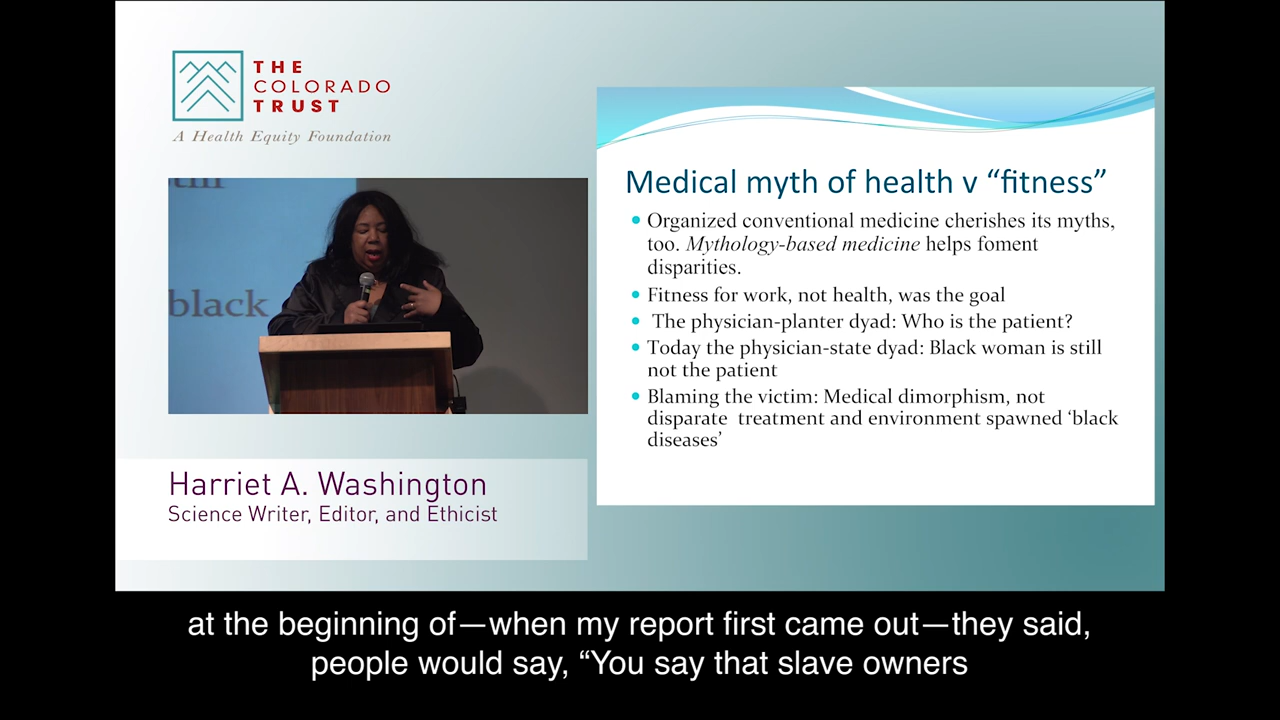 THE
COLORADO
TRUST
A Health Equity Foundation
still
black
Harriet A. Washington
Science Writer, Editor, and Ethicist
Medical myth of health v “fitness”
• Organized conventional medicine cherishes its myths,
too. Mythology-based medicine helps foment
disparities.
• Fitness for work, not health, was the goal
• The physician-planter dyad: Who is the patient?
• Today the physician-state dyad: Black woman is still
not the patient
• Blaming the victim: Medical dimorphism, not
disparate treatment and environment spawned ‘black
diseases’
at the beginning of—when my report first came out—they said,
people would say, “You say that slave owners